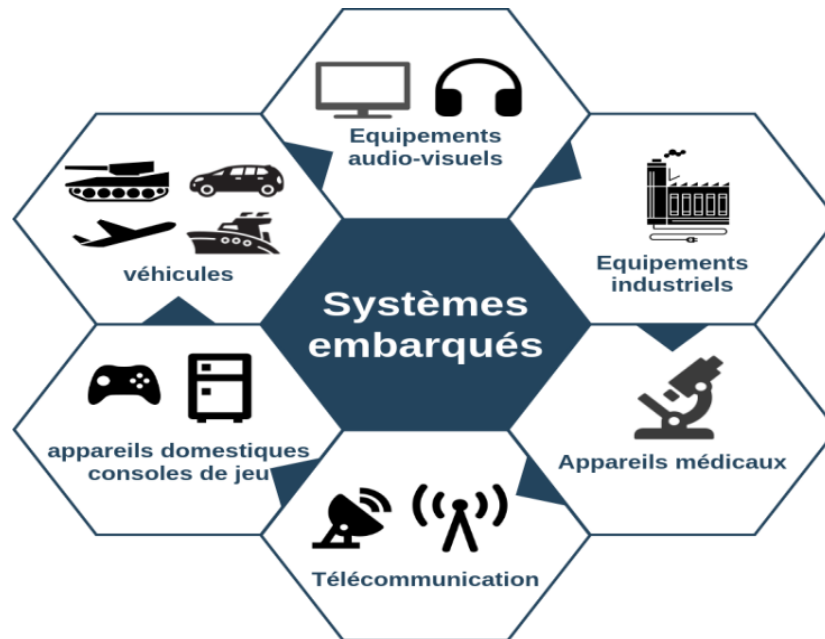 Equipements
audio-visuels
Equipements
industriels
Appareils médicaux
Télécommunication
appareils domestiques
consoles de jeu
véhicules
Systèmes
embarqués